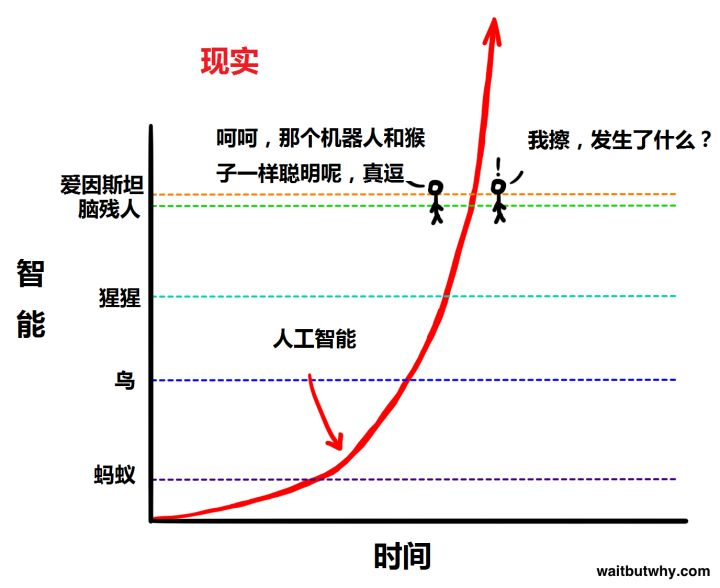 现实
呵呵，那个机器人和猴
子一样聪明呢，真逗
我擦，发生了什么？
爱因斯坦
脑残人
智
能
猩猩
人工智能
鸟
蚂蚁
时间
waitbutwhy.com